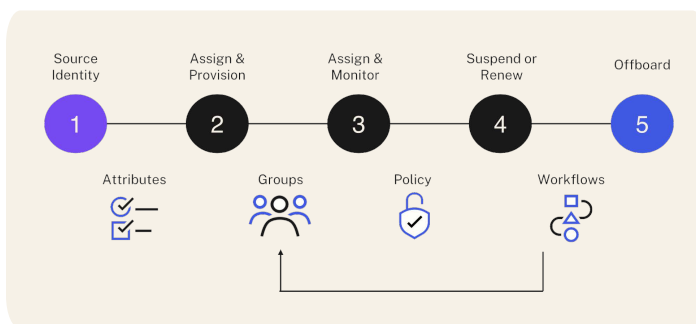 Source
Identity
Assign &
Provision
Assign &
Monitor
Suspend or
Renew
Offboard
1
2
3
4
5
Attributes
Groups
Policy
Workflows